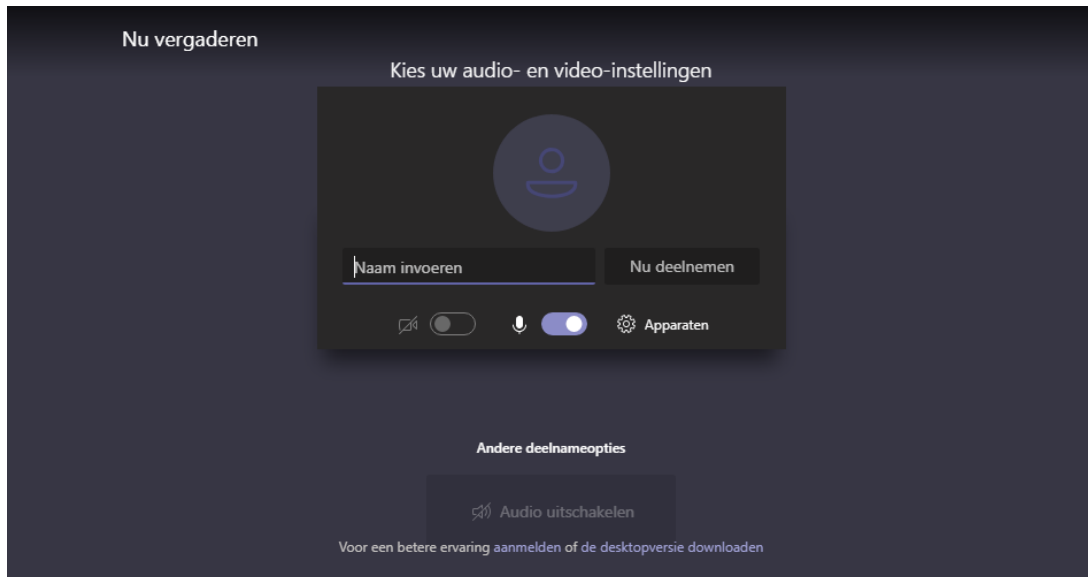 Nu vergaderen
Kies uw audio- en video-instellingen
Naam invoeren
Nu deelnemen
Apparaten
Andere deelnameopties
Audio uitschakelen
Voor een betere ervaring aanmelden of de desktopversie downloaden